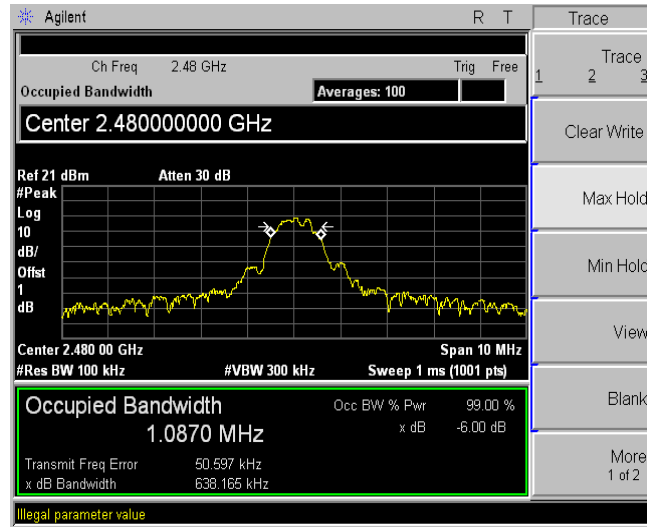 Agilent R T Trace
Ch Freq 2.48 GHz Trig Free
Occupied Bandwidth Averages: 100
Center 2.480000000 GHz
Ref 21 dBm Atten 30 dB
#Peak
Log
10
dB/
Offst
1
dB
Center 2.480 00 GHz Span 10 MHz
#Res BW 100 kHz #VBW 300 kHz Sweep 1 ms (1001 pts)
Occupied Bandwidth Occ BW % Pwr 99.00 %
1.0870 MHz x dB -6.00 dB
Transmit Freq Error 50.597 kHz
x dB Bandwidth 638.165 kHz
Illegal parameter value
Trace
1 2 3
Clear Write
Max Hold
Min Hold
View
Blank
More
1 of 2